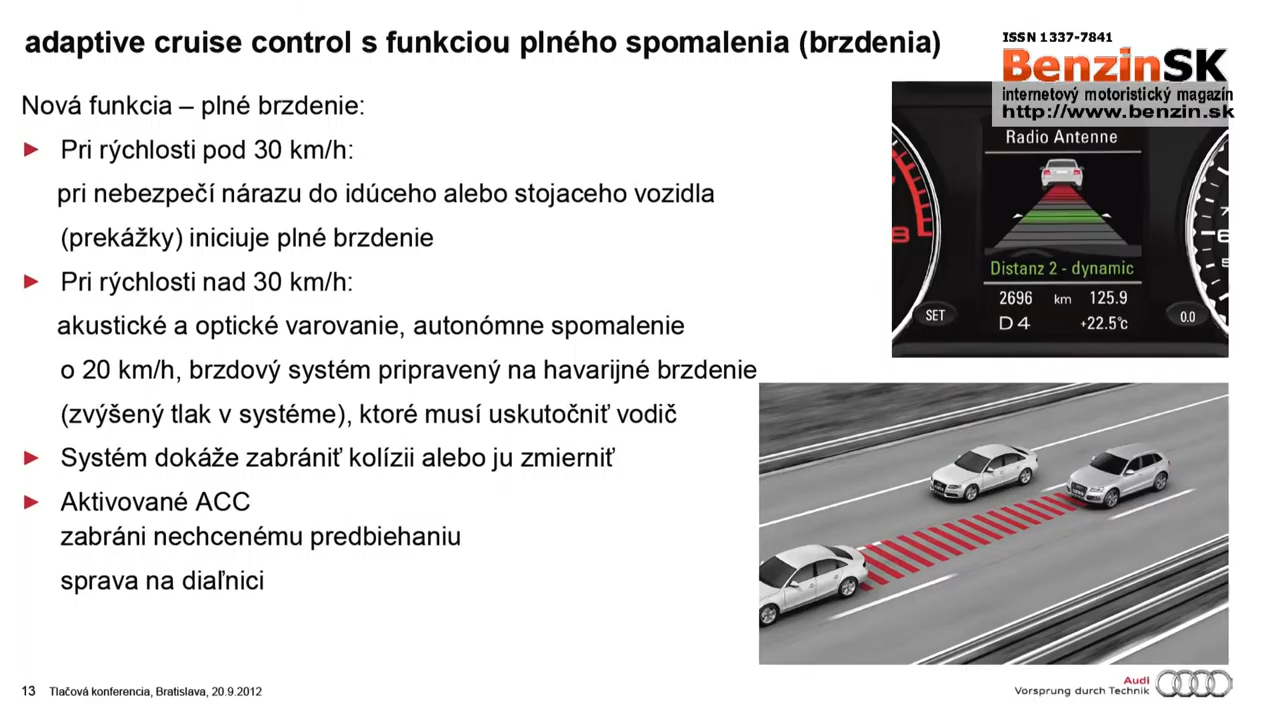 adaptive cruise control s funkciou plného spomalenia (brzdenia)
ISSN 1337-7841
BenzinSK
internetový motoristický magazín
http://www.benzin.sk
Nová funkcia – plné brzdenie:
► Pri rýchlosti pod 30 km/h:
pri nebezpečí nárazu do idúceho alebo stojaceho vozidla
(prekážky) iniciuje plné brzdenie
► Pri rýchlosti nad 30 km/h:
akustické a optické varovanie, autonómne spomalenie
o 20 km/h, brzdový systém pripravený na havarijné brzdenie
(zvýšený tlak v systéme), ktoré musí uskutočniť vodič
► Systém dokáže zabrániť kolízii alebo ju zmierniť
► Aktivované ACC
zabráni nechcenému predbiehaniu
sprava na diaľnici
Radio Antenne
8
7
6
5
Distanz 2 - dynamic
2696 km 125.9
D 4 +22.5°c
SET
0.0
13 Tlačová konferencia, Bratislava, 20.9.2012
Audi
Vorsprung durch Technik